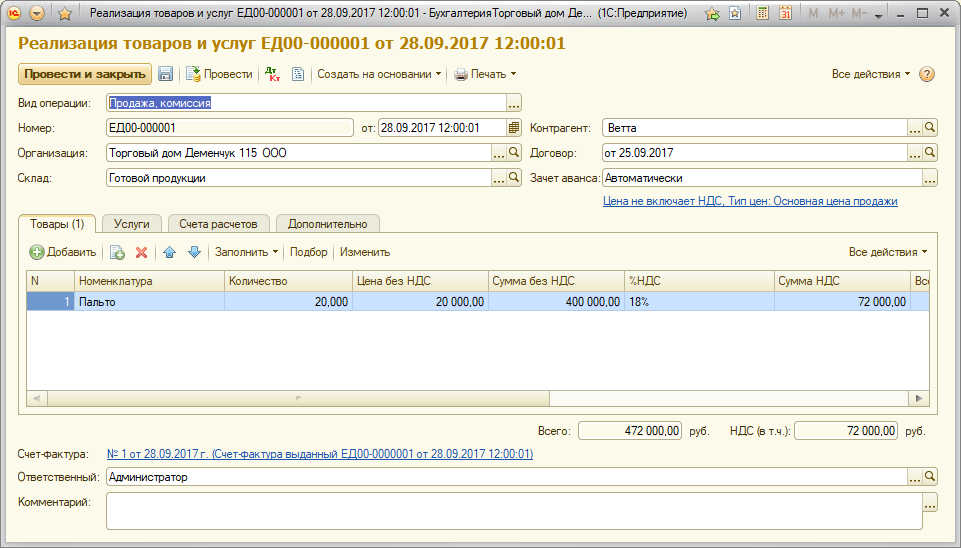 Реализация товаров и услуг ЕД00-000001 от 28.09.2017 12:00:01 - БухгалтерияТорговый дом Де... (1С:Предприятие) M M+ M-
Реализация товаров и услуг ЕД00-000001 от 28.09.2017 12:00:01
Провести и закрыть Провести Дт Кт Создать на основании Печать Все действия ?
Вид операции: Продажа, комиссия ...
Номер: ЕД00-000001 от: 28.09.2017 12:00:01 Контрагент: Ветта ...
Организация: Торговый дом Деменчук 115 ООО ... Договор: от 25.09.2017 ...
Склад: Готовой продукции ... Зачет аванса: Автоматически ...
Цена не включает НДС, Тип цен: Основная цена продажи
Товары (1) Услуги Счета расчетов Дополнительно
Добавить Заполнить Подбор Изменить Все действия
N Номенклатура Количество Цена без НДС Сумма без НДС %НДС Сумма НДС Все
1 Пальто 20,000 20 000,00 400 000,00 18% 72 000,00
Всего: 472 000,00 руб. НДС (в т.ч.): 72 000,00 руб.
Счет-фактура: № 1 от 28.09.2017 г. (Счет-фактура выданный ЕД00-0000001 от 28.09.2017 12:00:01)
Ответственный: Администратор ...
Комментарий: ...